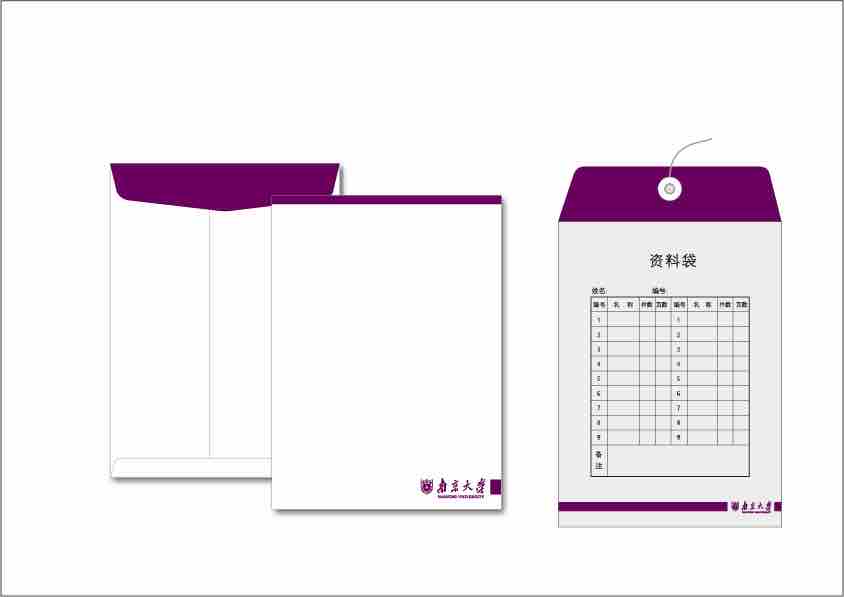 南京大学
NANJING UNIVERSITY
资料袋
姓名: 编号:
编号 名 称 件数 页数 编号 名 称 件数 页数
1 1
2 2
3 3
4 4
5 5
6 6
7 7
8 8
9 9
备
注
南京大学
NANJING UNIVERSITY